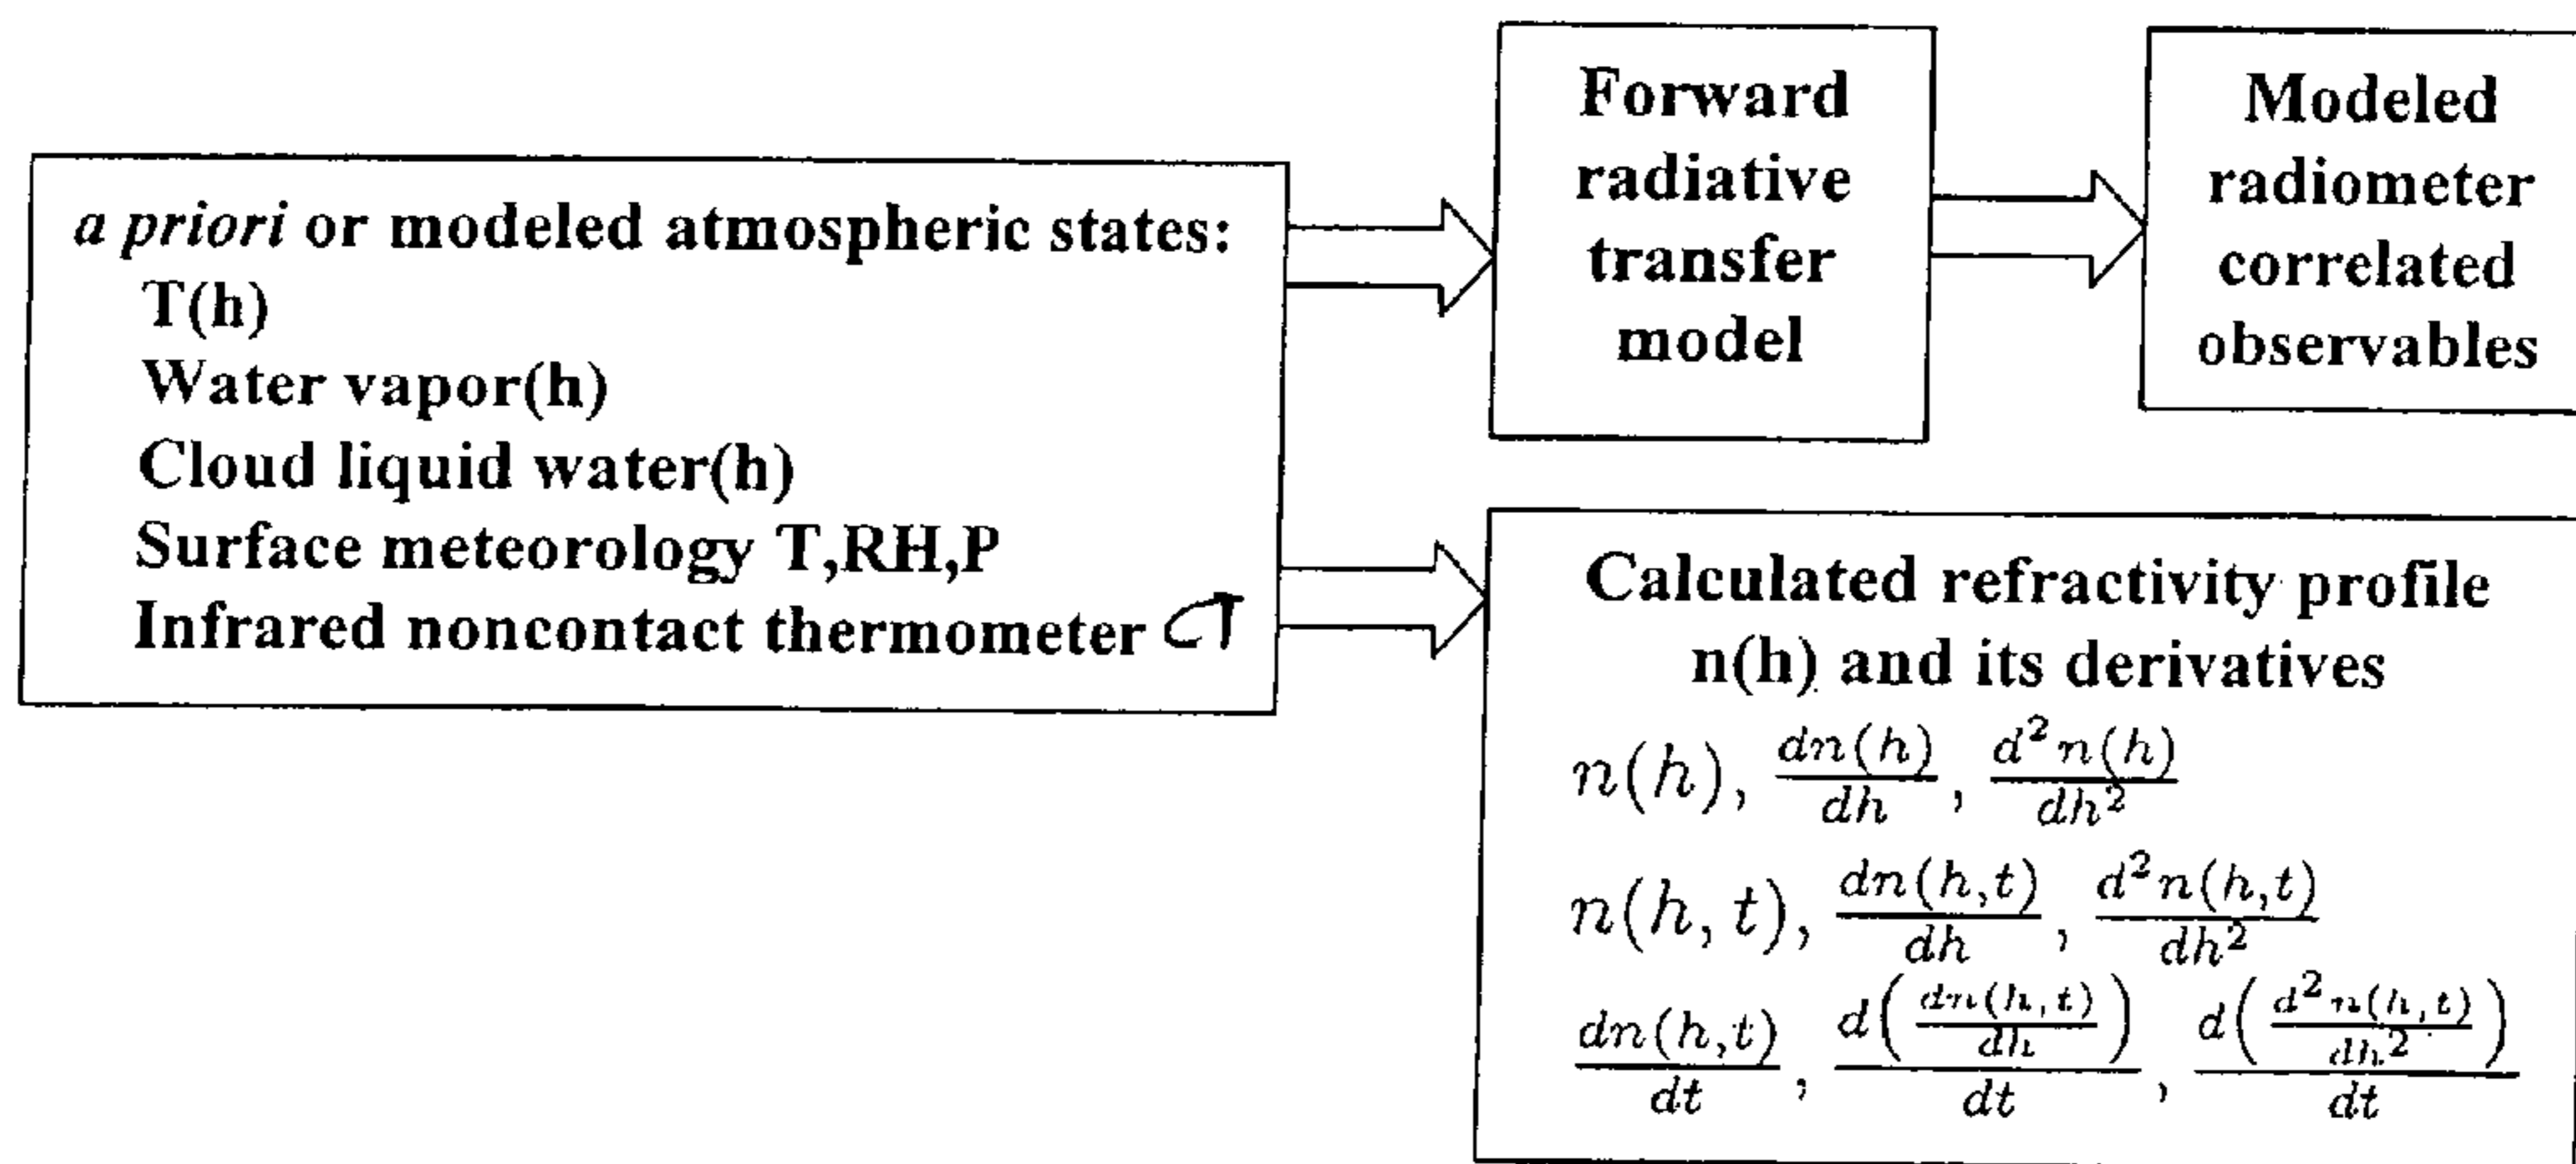 a priori or modeled atmospheric states:
T(h)
Water vapor(h)
Cloud liquid water(h)
Surface meteorology T,RH,P
Infrared noncontact thermometer
Forward
radiative
transfer
model
Modeled
radiometer
correlated
observables
Calculated refractivity profile
n(h) and its derivatives
n(h), dn(h)/dh, d²n(h)/dh²
n(h, t), dn(h,t)/dh, d²n(h,t)/dh²
dn(h,t)/dt, d(dn(h,t)/dh)/dt, d(d²n(h,t)/dh²)/dt